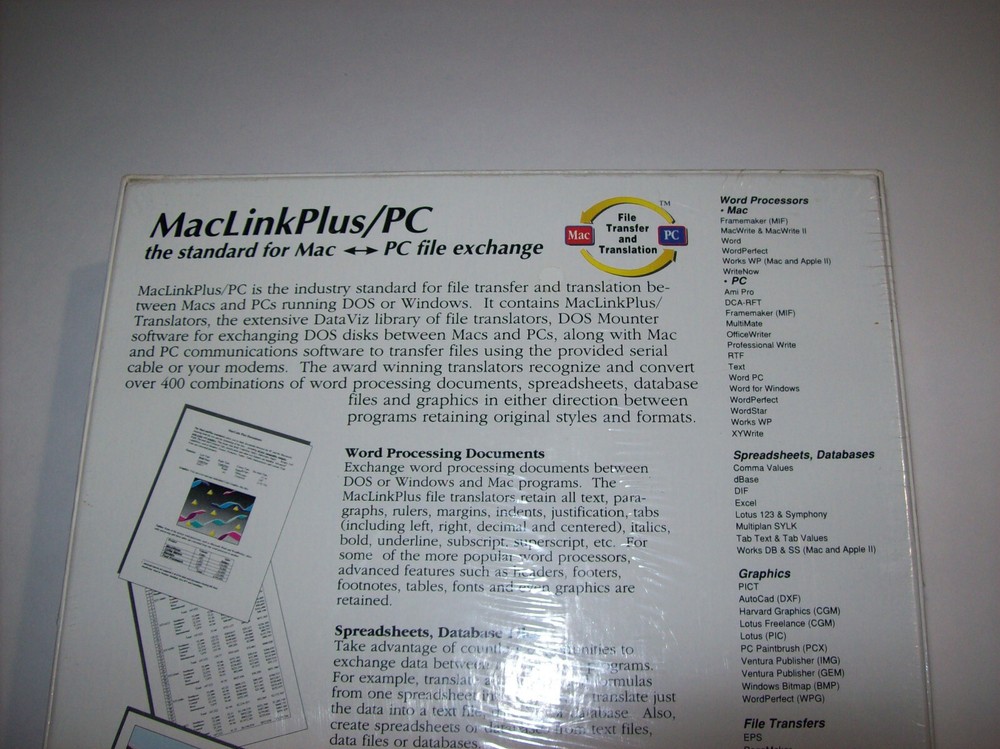 MacLinkPlus/PC
the standard for Mac ↔ PC file exchange
TM
File
Transfer
and
Translation
Mac
PC
MacLinkPlus/PC is the industry standard for file transfer and translation be-
tween Macs and PCs running DOS or Windows. It contains MacLinkPlus/
Translators, the extensive DataViz library of file translators, DOS Mounter
software for exchanging DOS disks between Macs and PCs, along with Mac
and PC communications software to transfer files using the provided serial
cable or your modems. The award winning translators recognize and convert
over 400 combinations of word processing documents, spreadsheets, database
files and graphics in either direction between
programs retaining original styles and formats.
Word Processing Documents
Exchange word processing documents between
DOS or Windows and Mac programs. The
MacLinkPlus file translators retain all text, para-
graphs, rulers, margins, indents, justification, tabs
(including left, right, decimal and centered), italics,
bold, underline, subscript, superscript, etc. For
some of the more popular word processors,
advanced features such as headers, footers,
footnotes, tables, fonts and even graphics are
retained.
Spreadsheets, Database
Take advantage of
exchange data between
For example, formulas
from one spreadsheet translate just
the data into a text Also,
create spreadsheets or from text files,
data files or databases.
Word Processors
• Mac
Framemaker (MIF)
MacWrite & MacWrite II
Word
WordPerfect
Works WP (Mac and Apple II)
WriteNow
• PC
Ami Pro
DCA-RFT
Framemaker (MIF)
MultiMate
OfficeWriter
Professional Write
RTF
Text
Word PC
Word for Windows
WordPerfect
WordStar
Works WP
XYWrite
Spreadsheets, Databases
Comma Values
dBase
DIF
Excel
Lotus 123 & Symphony
Multiplan SYLK
Tab Text & Tab Values
Works DB & SS (Mac and Apple II)
Graphics
PICT
AutoCad (DXF)
Harvard Graphics (CGM)
Lotus Freelance (CGM)
Lotus (PIC)
PC Paintbrush (PCX)
Ventura Publisher (IMG)
Ventura Publisher (GEM)
Windows Bitmap (BMP)
WordPerfect (WPG)
File Transfers
EPS